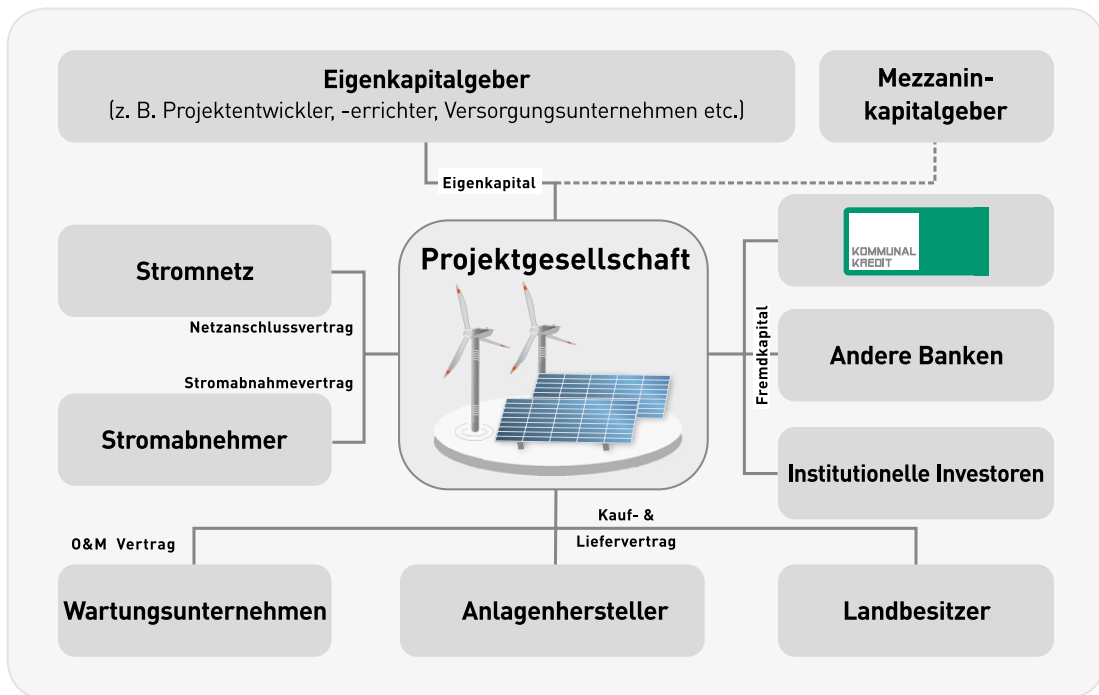 Eigenkapitalgeber
(z. B. Projektentwickler, -errichter, Versorgungsunternehmen etc.)
Mezzanin-
kapitalgeber
Eigenkapital
Stromnetz
Netzanschlussvertrag
Stromabnahmevertrag
Stromabnehmer
Projektgesellschaft
Fremdkapital
KOMMUNAL
KREDIT
Andere Banken
Institutionelle Investoren
O&M Vertrag
Kauf- &
Liefervertrag
Wartungsunternehmen
Anlagenhersteller
Landbesitzer